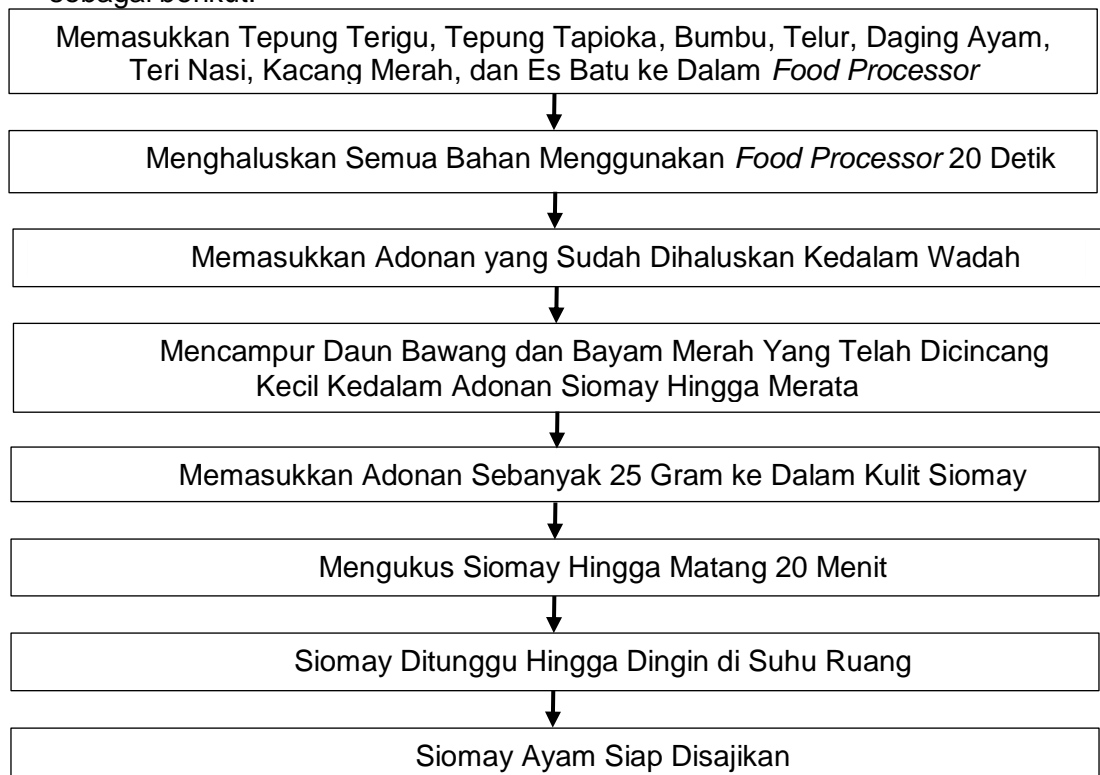 sebagai berikut:
Memasukkan Tepung Terigu, Tepung Tapioka, Bumbu, Telur, Daging Ayam,
Teri Nasi, Kacang Merah, dan Es Batu ke Dalam Food Processor
Menghaluskan Semua Bahan Menggunakan Food Processor 20 Detik
Memasukkan Adonan yang Sudah Dihaluskan Kedalam Wadah
Mencampur Daun Bawang dan Bayam Merah Yang Telah Dicincang
Kecil Kedalam Adonan Siomay Hingga Merata
Memasukkan Adonan Sebanyak 25 Gram ke Dalam Kulit Siomay
Mengukus Siomay Hingga Matang 20 Menit
Siomay Ditunggu Hingga Dingin di Suhu Ruang
Siomay Ayam Siap Disajikan